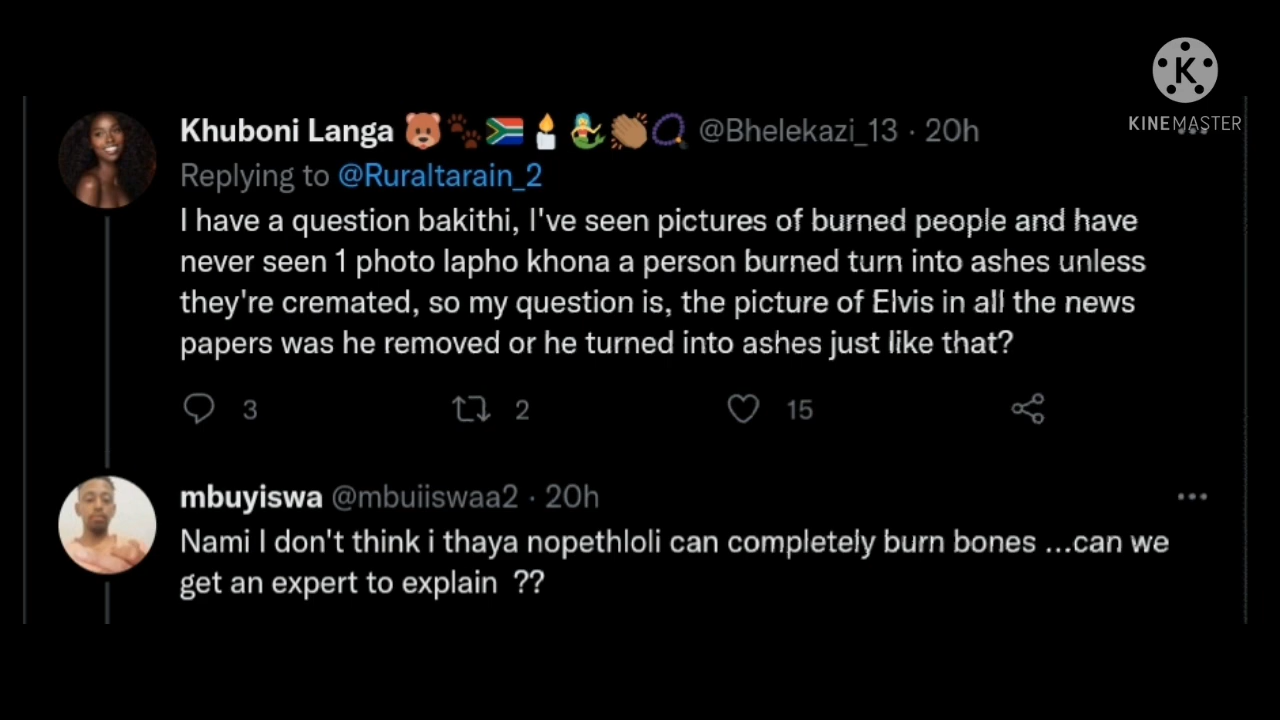 KINEMASTER
Khuboni Langa 🐻🐾🇿🇦🕯️🧜‍♀️👏🏾📿 @Bhelekazi_13 · 20h
Replying to @Ruraltarain_2
I have a question bakithi, I've seen pictures of burned people and have
never seen 1 photo lapho khona a person burned turn into ashes unless
they're cremated, so my question is, the picture of Elvis in all the news
papers was he removed or he turned into ashes just like that?
3 2 15
mbuyiswa @mbuiiswaa2 · 20h
Nami I don't think i thaya nopethloli can completely burn bones ...can we
get an expert to explain ??